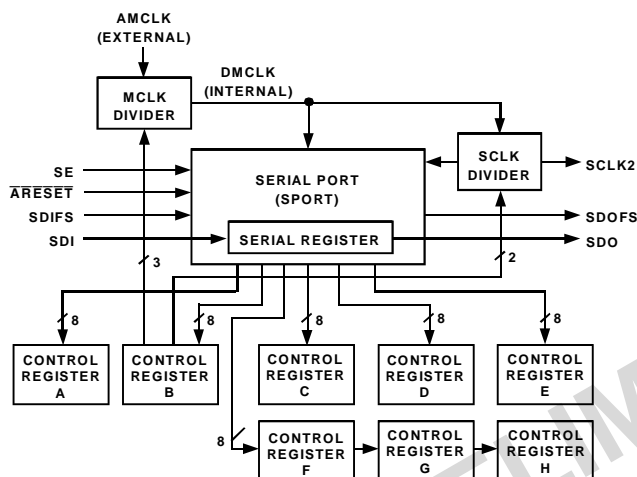 AMCLK
(EXTERNAL)
DMCLK
(INTERNAL)
MCLK
DIVIDER
SCLK
DIVIDER
SCLK2
SE
ARESET
SDIFS
SDI
SERIAL PORT
(SPORT)
SERIAL REGISTER
SDOFS
SDO
3
2
8
8
8
8
8
CONTROL
REGISTER
A
CONTROL
REGISTER
B
CONTROL
REGISTER
C
CONTROL
REGISTER
D
CONTROL
REGISTER
E
8
CONTROL
REGISTER
F
CONTROL
REGISTER
G
CONTROL
REGISTER
H
ELIM